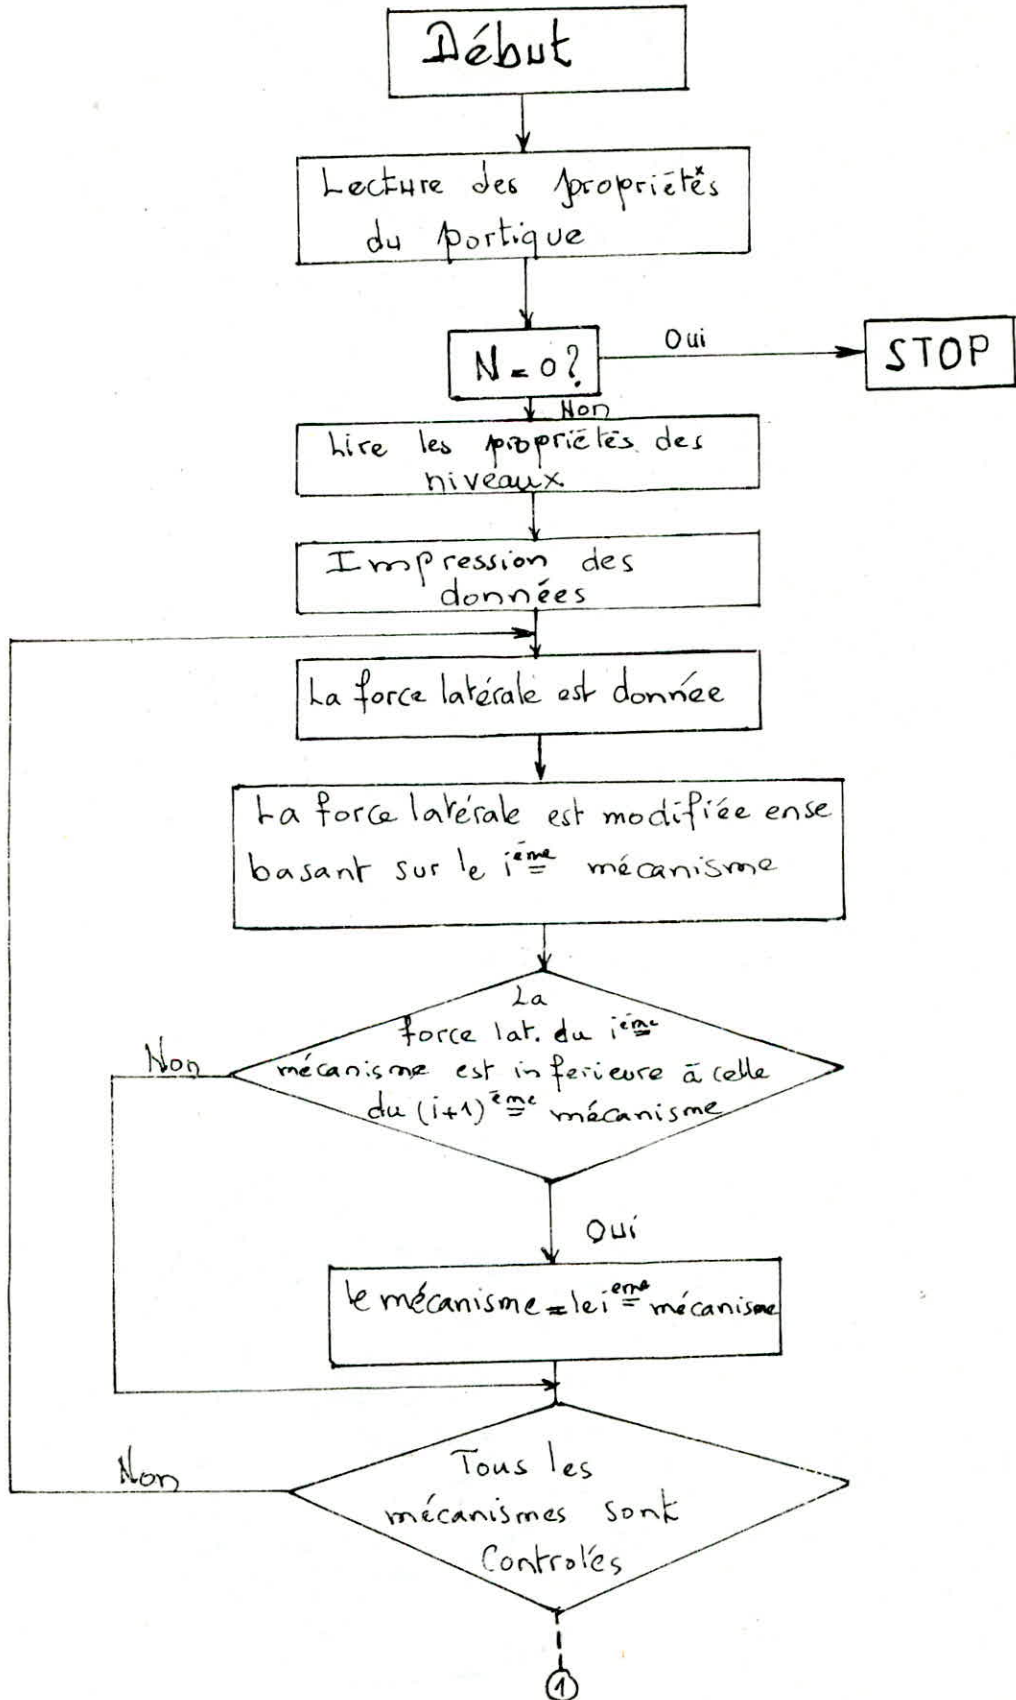 Début
Lecture des propriétés
du portique
N = 0 ?
Oui
STOP
Non
Lire les propriétés des
niveaux
Impression des
données
La force latérale est donnée
La force latérale est modifiée en se
basant sur le ième mécanisme
La
force lat. du ième
mécanisme est inferieure à celle
du (i+1)ème mécanisme
Non
Oui
le mécanisme = le ième mécanisme
Non
Tous les
mécanismes sont
Controlés
1